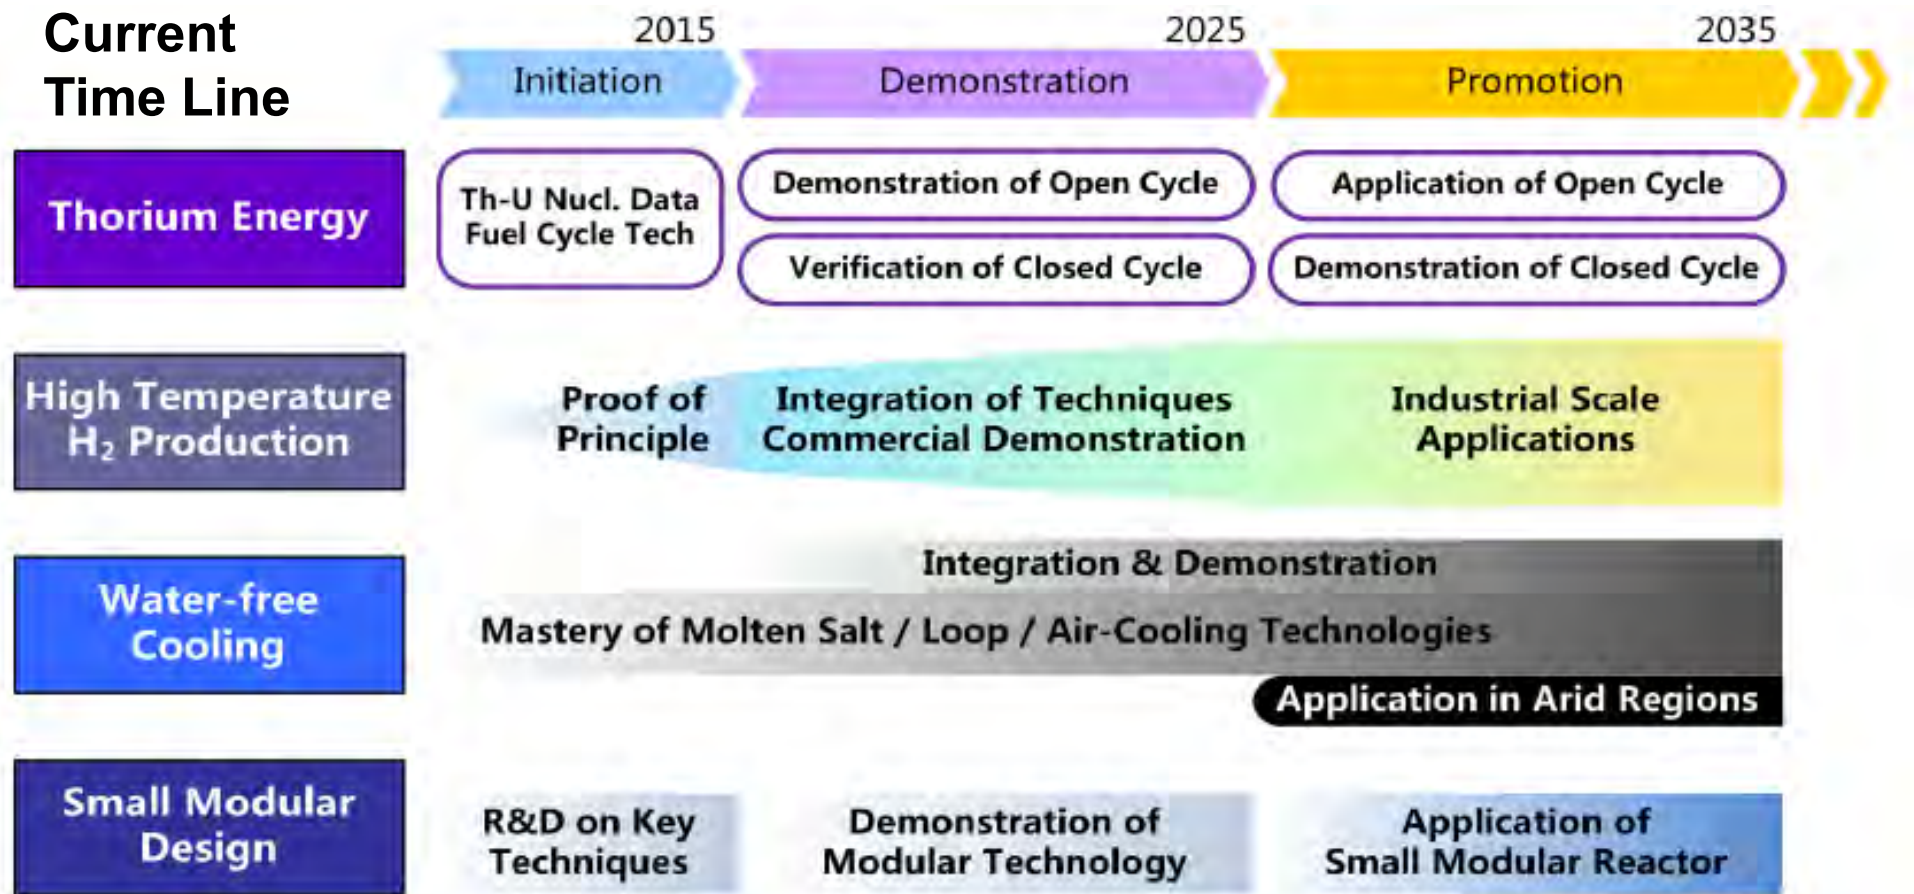 Current
Time Line
2015
2025
2035
Initiation
Demonstration
Promotion
Thorium Energy
Th-U Nucl. Data
Fuel Cycle Tech
Demonstration of Open Cycle
Verification of Closed Cycle
Application of Open Cycle
Demonstration of Closed Cycle
High Temperature
H₂ Production
Proof of
Principle
Integration of Techniques
Commercial Demonstration
Industrial Scale
Applications
Water-free
Cooling
Integration & Demonstration
Mastery of Molten Salt / Loop / Air-Cooling Technologies
Application in Arid Regions
Small Modular
Design
R&D on Key
Techniques
Demonstration of
Modular Technology
Application of
Small Modular Reactor